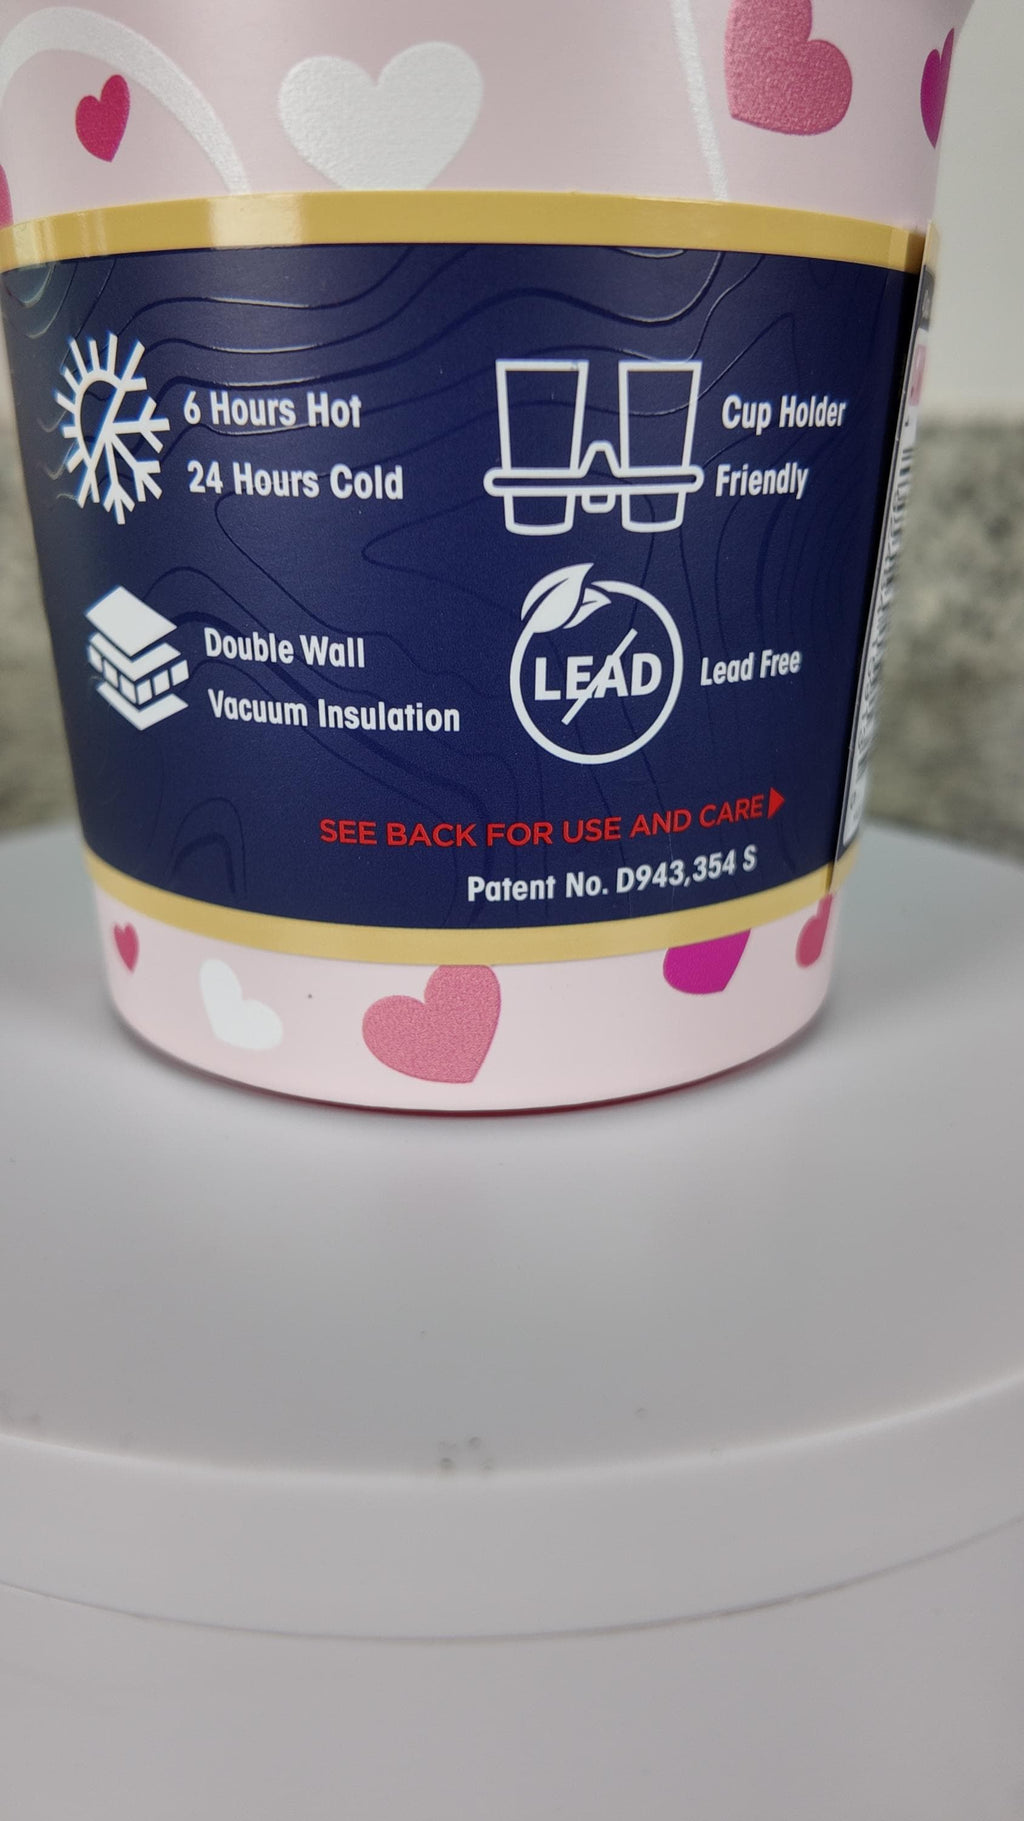 6 Hours Hot
24 Hours Cold
Cup Holder
Friendly
Double Wall
Vacuum Insulation
LEAD
Lead Free
SEE BACK FOR USE AND CARE
Patent No. D943,354 S